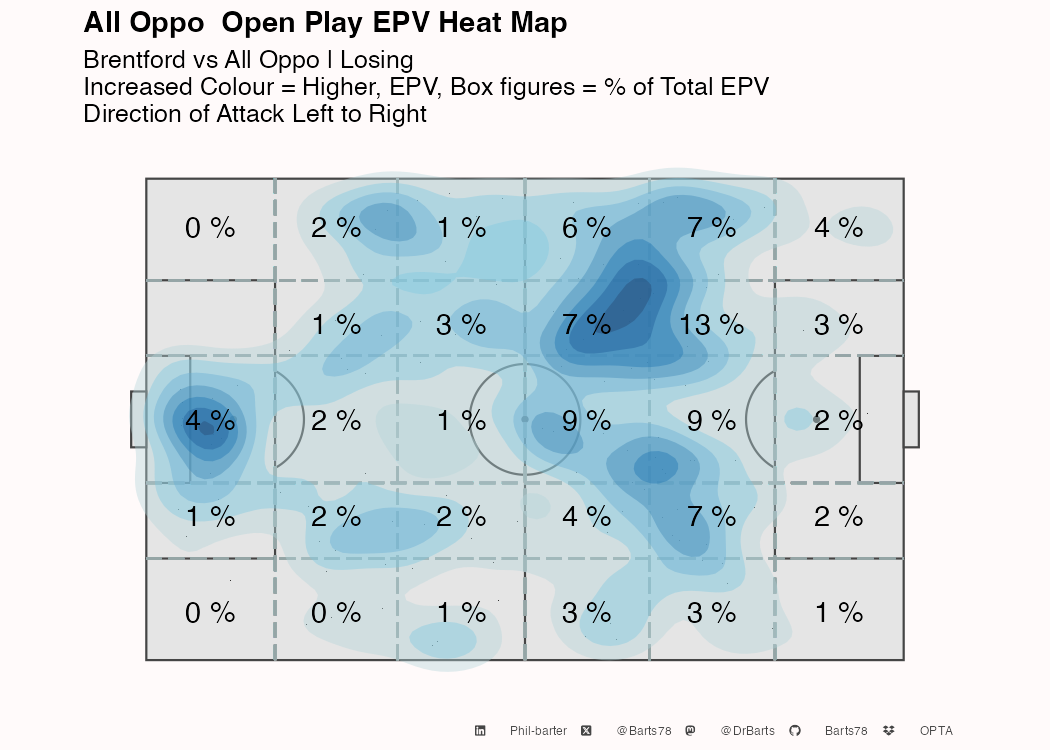 All Oppo  Open Play EPV Heat Map
Brentford vs All Oppo | Losing
Increased Colour = Higher, EPV, Box figures = % of Total EPV
Direction of Attack Left to Right
0 % 2 % 1 % 6 % 7 % 4 %
1 % 3 % 7 % 13 % 3 %
4 % 2 % 1 % 9 % 9 % 2 %
1 % 2 % 2 % 4 % 7 % 2 %
0 % 0 % 1 % 3 % 3 % 1 %
Phil-barter @Barts78 @DrBarts Barts78 OPTA